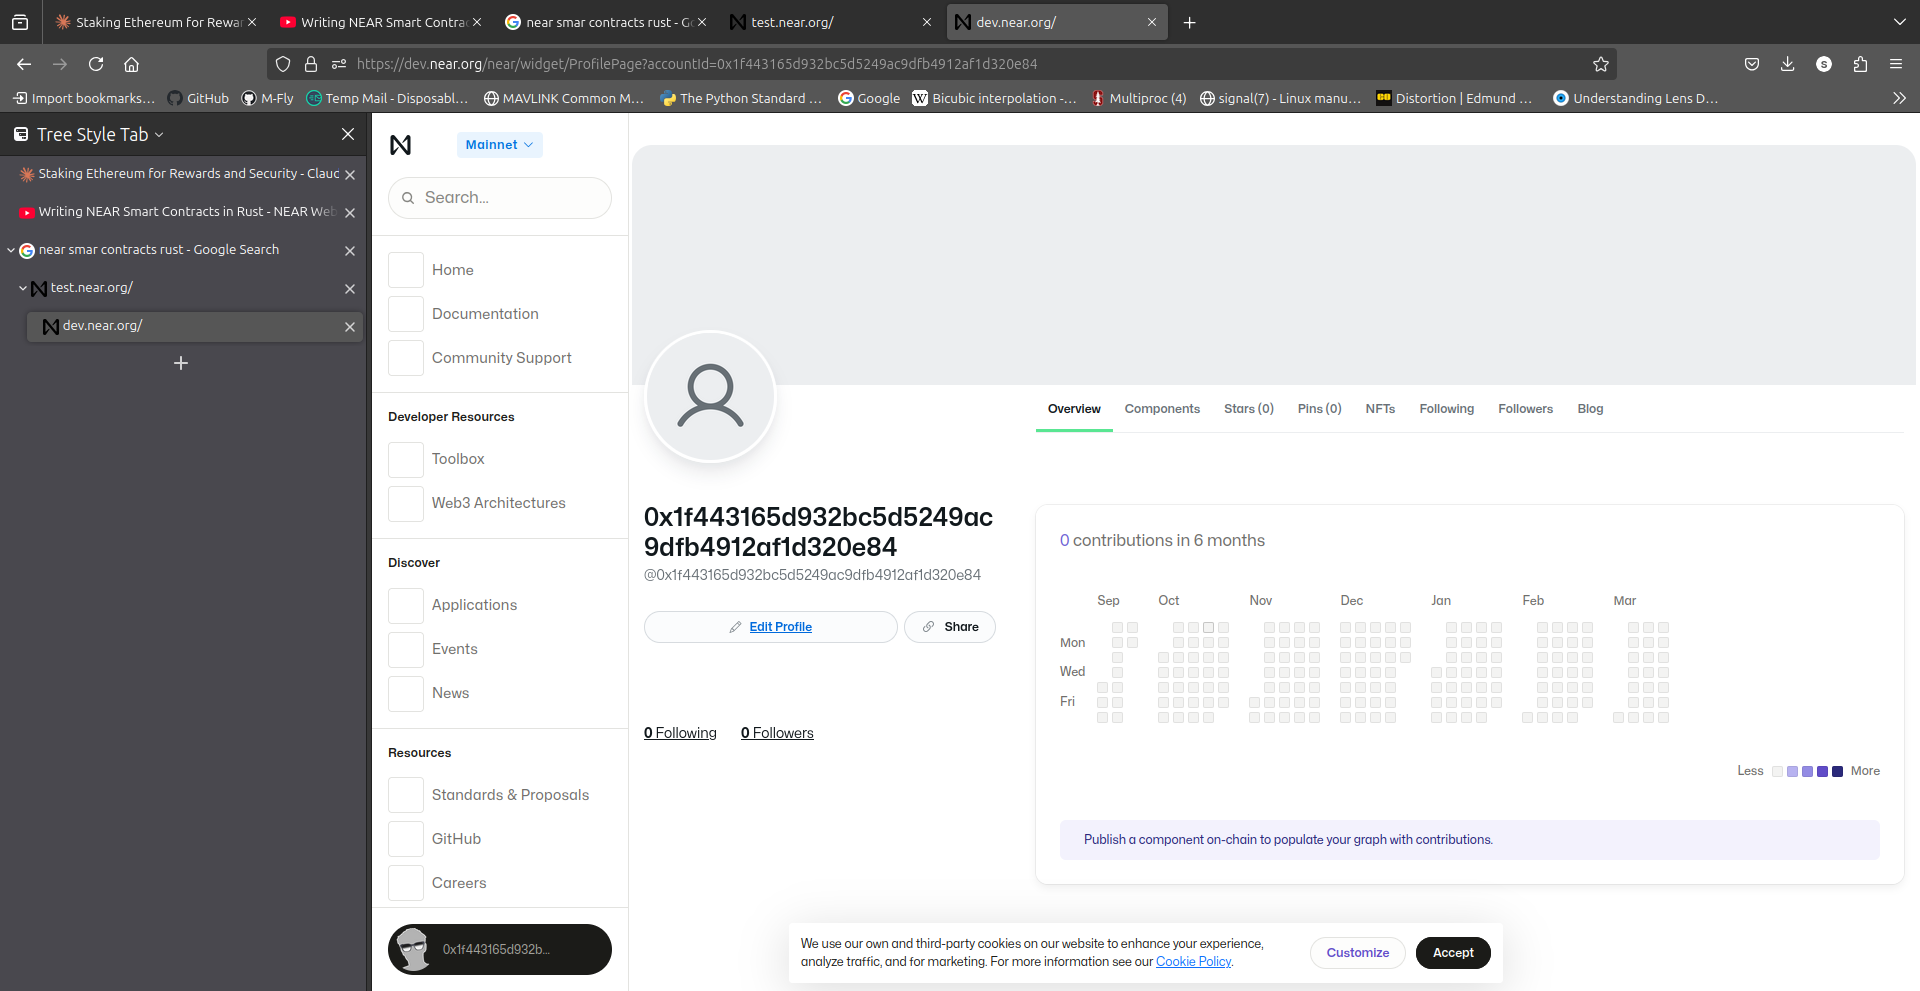 Staking Ethereum for Rewar
Writing NEAR Smart Contrac
near smar contracts rust - Go
test.near.org/
dev.near.org/
https://dev.near.org/near/widget/ProfilePage?accountId=0x1f443165d932bc5d5249ac9dfb4912af1d320e84
S
Import bookmarks...
GitHub
M-Fly
Temp Mail - Disposabl...
MAVLINK Common M...
The Python Standard ...
Google
Bicubic interpolation -...
Multiproc (4)
signal(7) - Linux manu...
Distortion | Edmund ...
Understanding Lens D...
Tree Style Tab
Staking Ethereum for Rewards and Security - Claud
Writing NEAR Smart Contracts in Rust - NEAR Web
near smar contracts rust - Google Search
test.near.org/
dev.near.org/
Mainnet
Search...
Home
Documentation
Community Support
Developer Resources
Toolbox
Web3 Architectures
Discover
Applications
Events
News
Resources
Standards & Proposals
GitHub
Careers
0x1f443165d932b...
Overview
Components
Stars (0)
Pins (0)
NFTs
Following
Followers
Blog
0x1f443165d932bc5d5249ac
9dfb4912af1d320e84
@0x1f443165d932bc5d5249ac9dfb4912af1d320e84
Edit Profile
Share
0 Following
0 Followers
0 contributions in 6 months
Sep Oct Nov Dec Jan Feb Mar
Mon
Wed
Fri
Less
More
Publish a component on-chain to populate your graph with contributions.
We use our own and third-party cookies on our website to enhance your experience,
analyze traffic, and for marketing. For more information see our Cookie Policy.
Customize
Accept